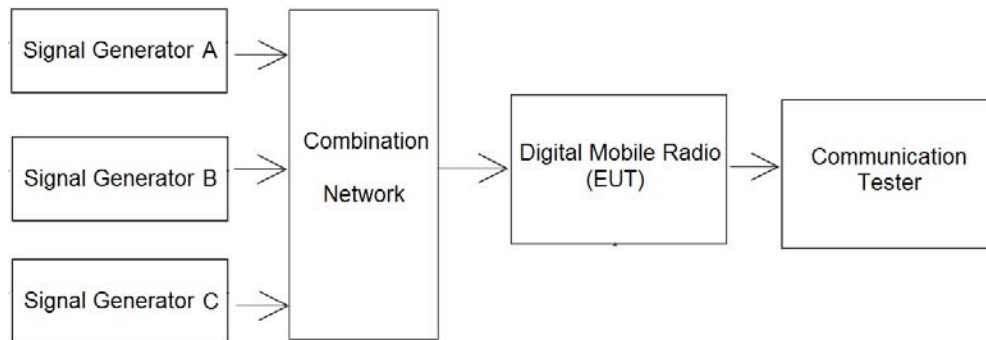 Signal Generator A
Signal Generator B
Signal Generator C
Combination
Network
Digital Mobile Radio
(EUT)
Communication
Tester